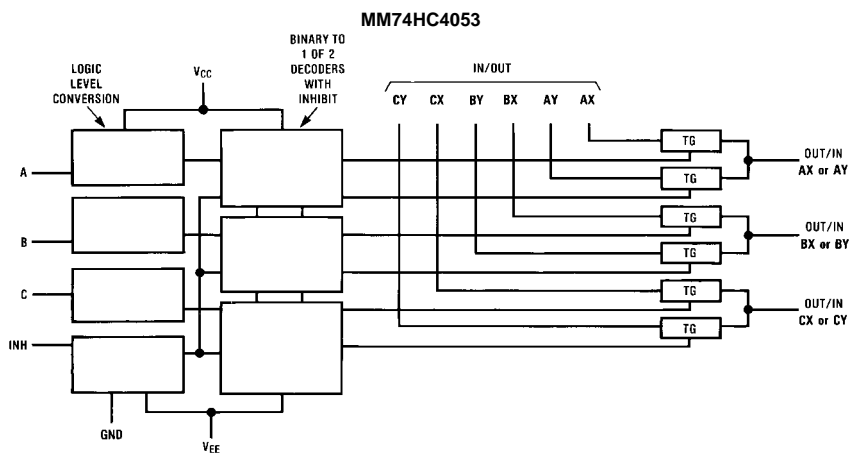 MM74HC4053
BINARY TO
1 OF 2
DECODERS
WITH
INHIBIT
LOGIC
LEVEL
CONVERSION
VCC
IN/OUT
CY CX BY BX AY AX
TG
OUT/IN
AX or AY
A
TG
TG
OUT/IN
BX or BY
B
TG
C
TG
OUT/IN
CX or CY
TG
INH
GND
VEE